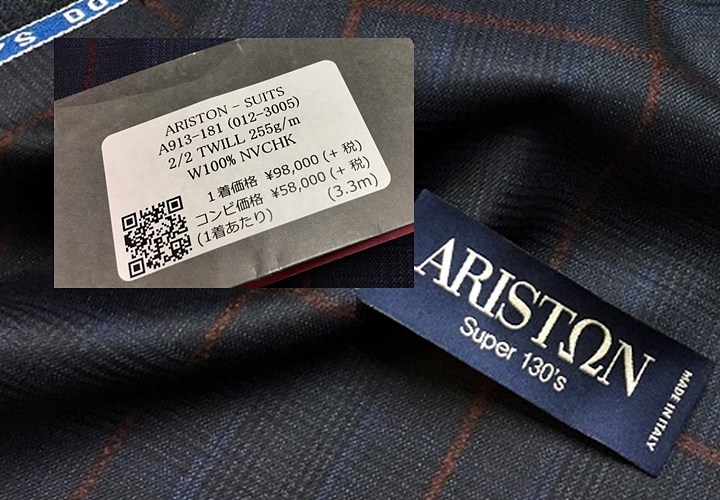 ARISTON - SUITS
A913-181 (012-3005)
2/2 TWILL 255g/m
W100% NVCHK
1着価格 ¥98,000 (+ 税)
コンビ価格 ¥58,000 (+ 税)
(1着あたり) (3.3m)
ARISTΩN
Super 130's
MADE IN ITALY